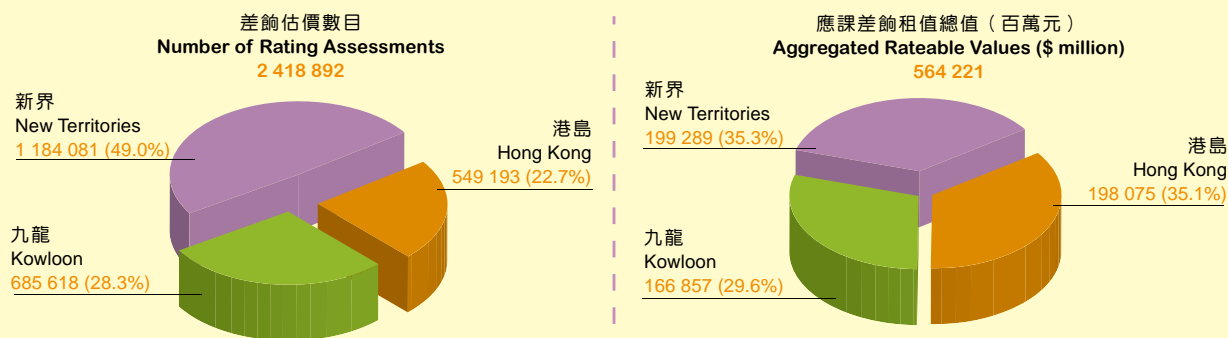 差餉估價數目
Number of Rating Assessments
2 418 892
新界
New Territories
1 184 081 (49.0%)
港島
Hong Kong
549 193 (22.7%)
九龍
Kowloon
685 618 (28.3%)
應課差餉租值總值（百萬元）
Aggregated Rateable Values ($ million)
564 221
新界
New Territories
199 289 (35.3%)
港島
Hong Kong
198 075 (35.1%)
九龍
Kowloon
166 857 (29.6%)